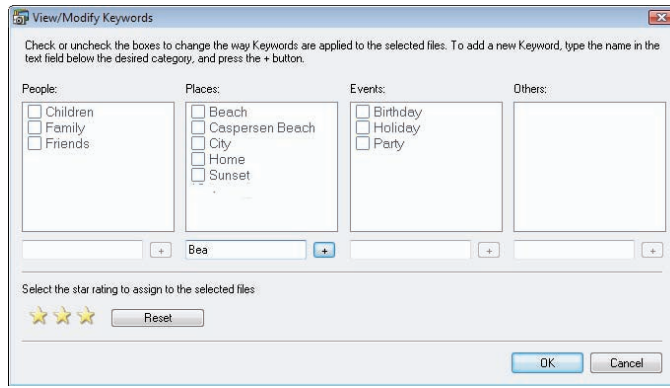 View/Modify Keywords
Check or uncheck the boxes to change the way Keywords are applied to the selected files. To add a new Keyword, type the name in the
text field below the desired category, and press the + button.
People:
Children
Family
Friends
+
Places:
Beach
Caspersen Beach
City
Home
Sunset
Bea
+
Events:
Birthday
Holiday
Party
+
Others:
+
Select the star rating to assign to the selected files
Reset
OK
Cancel